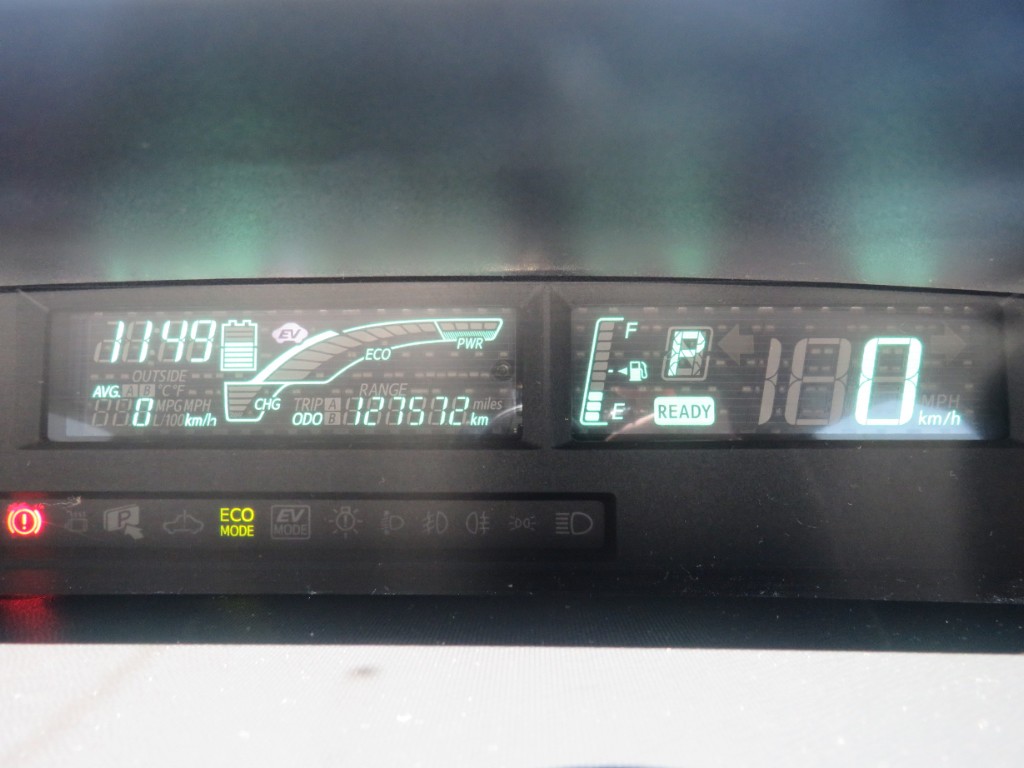 11:49
EV
PWR
ECO
CHG
OUTSIDE
AVG. A B °C °F
MPG MPH
0 L/100 km/h
RANGE
TRIP A
ODO B 127572 miles
km
F
P
E
READY
180 MPH
km/h
P
ECO
MODE
EV
MODE